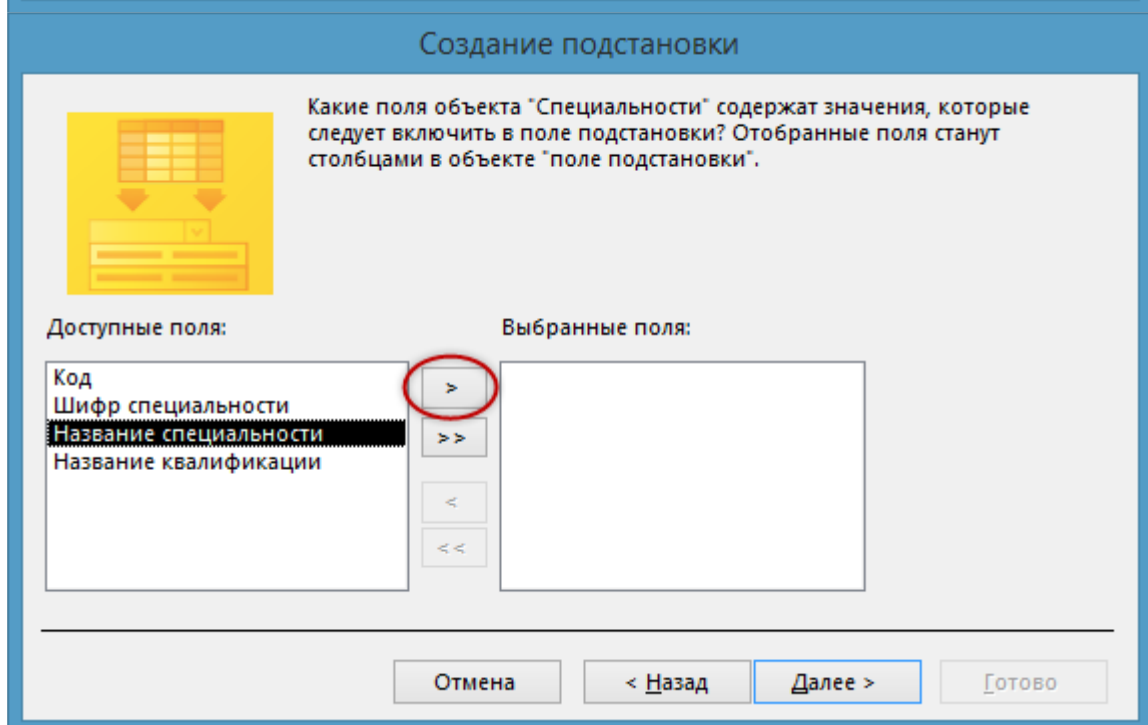 Создание подстановки
Какие поля объекта "Специальности" содержат значения, которые
следует включить в поле подстановки? Отобранные поля станут
столбцами в объекте "поле подстановки".
Доступные поля:
Выбранные поля:
Код
Шифр специальности
Название специальности
Название квалификации
>
>>
<
<<
Отмена
< Назад
Далее >
Готово